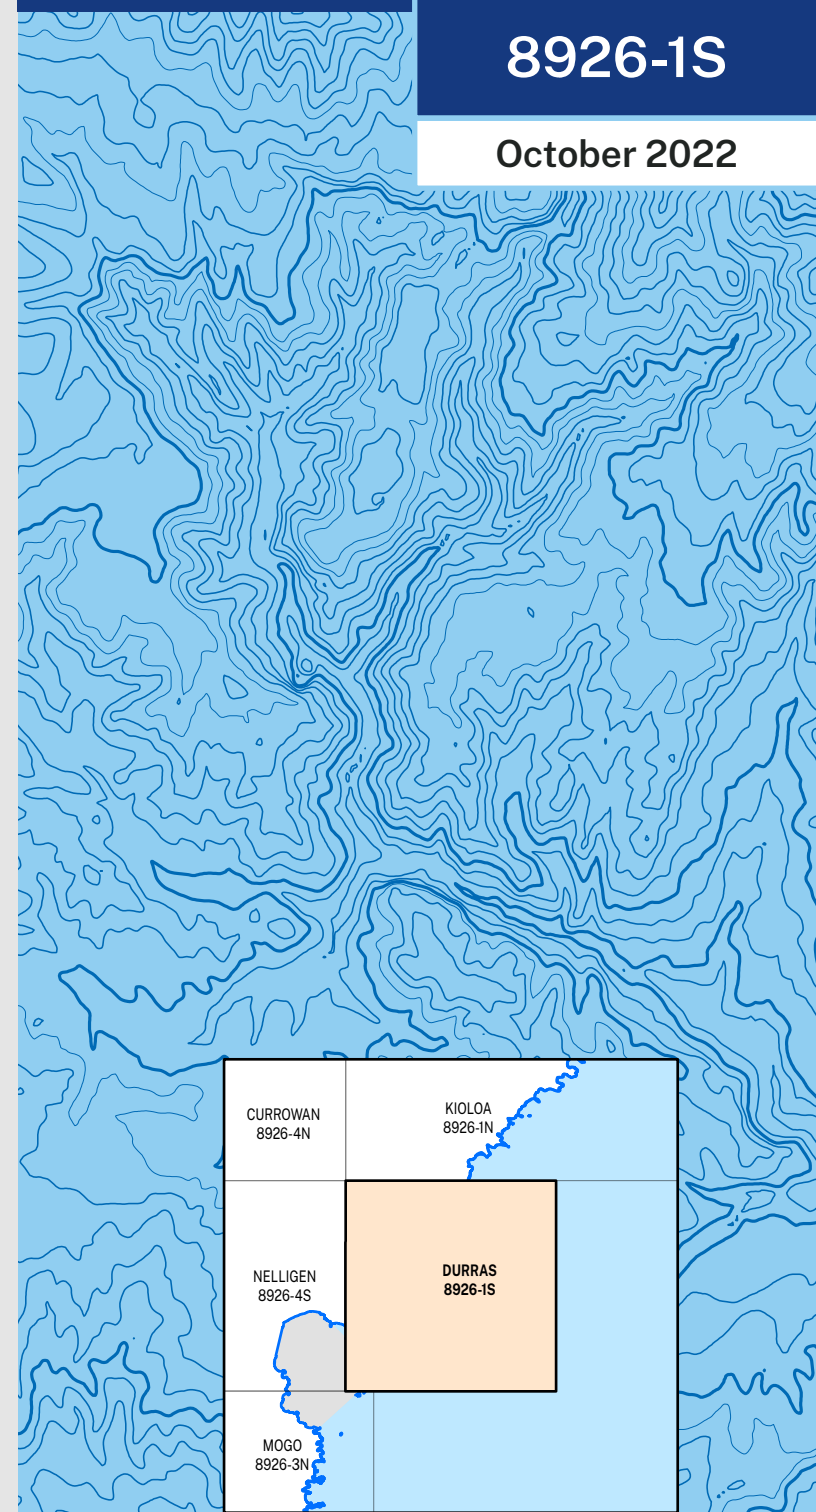 8926-1S
October 2022
CURROWAN
8926-4N
KIOLOA
8926-1N
NELLIGEN
8926-4S
DURRAS
8926-1S
MOGO
8926-3N